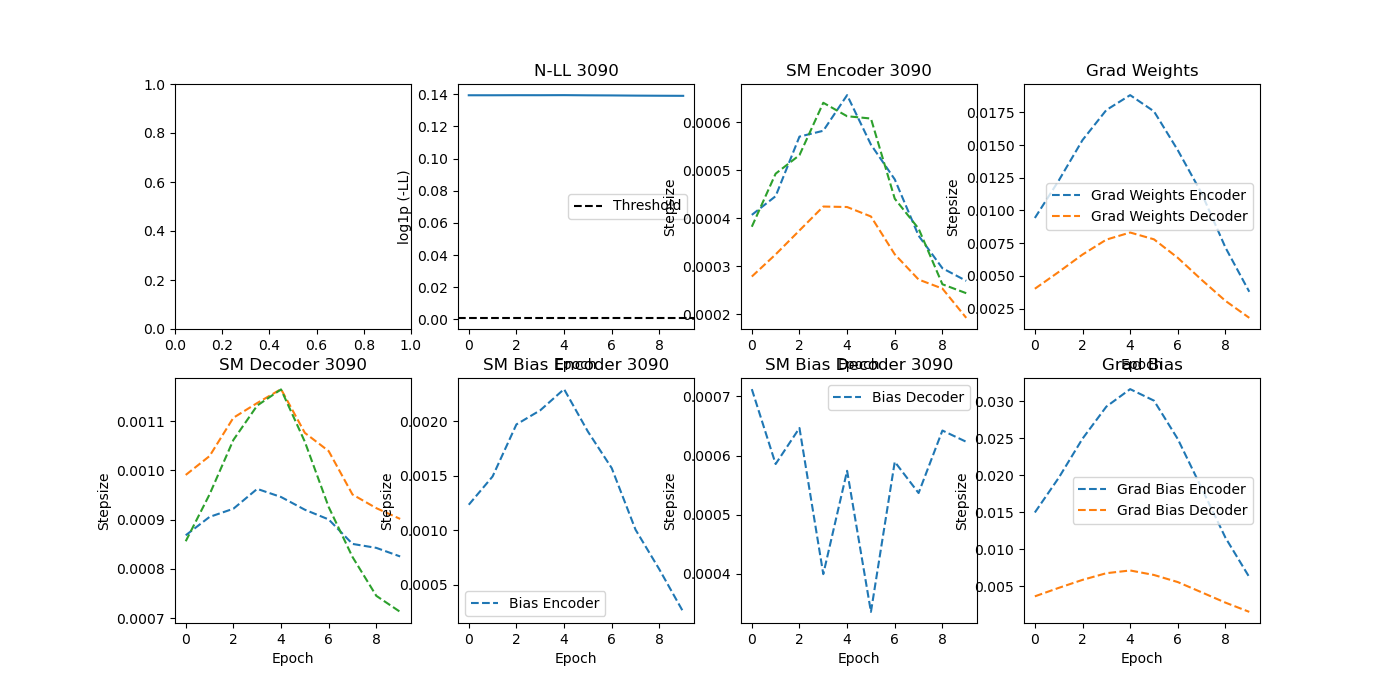 N-LL 3090
SM Encoder 3090
Grad Weights
1.0
0.8
0.6
0.4
0.2
0.0
0.0 0.2 0.4 0.6 0.8 1.0
log1p (-LL)
0.14
0.12
0.10
0.08
0.06
0.04
0.02
0.00
Threshold
0 2 4 6 8
Epoch
Stepsize
0.0006
0.0005
0.0004
0.0003
0.0002
0 2 4 6 8
Epoch
Stepsize
0.0175
0.0150
0.0125
0.0100
0.0075
0.0050
0.0025
Grad Weights Encoder
Grad Weights Decoder
0 2 4 6 8
Epoch
SM Decoder 3090
SM Bias Encoder 3090
SM Bias Decoder 3090
Grad Bias
Stepsize
0.0011
0.0010
0.0009
0.0008
0.0007
0 2 4 6 8
Epoch
Stepsize
0.0020
0.0015
0.0010
0.0005
Bias Encoder
0 2 4 6 8
Epoch
Stepsize
0.0007
0.0006
0.0005
0.0004
Bias Decoder
0 2 4 6 8
Epoch
Stepsize
0.030
0.025
0.020
0.015
0.010
0.005
Grad Bias Encoder
Grad Bias Decoder
0 2 4 6 8
Epoch